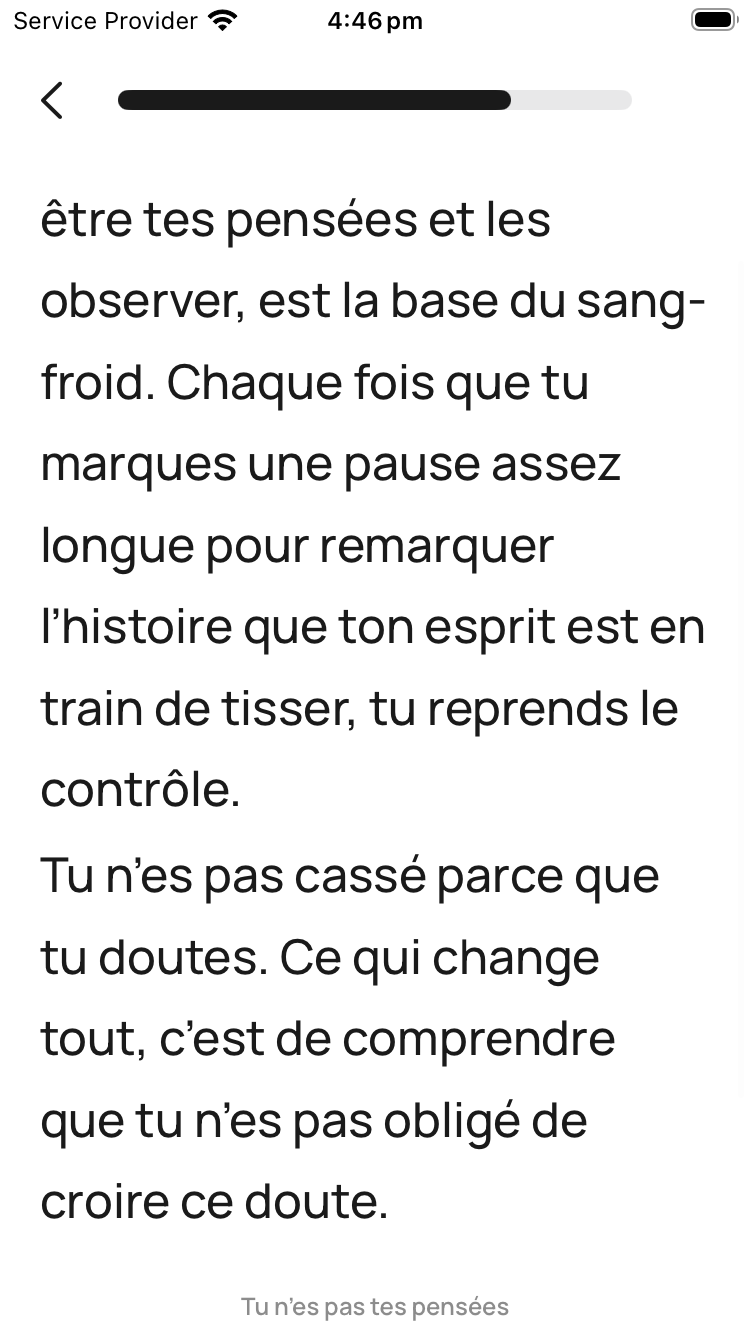 Service Provider 4:46 pm
être tes pensées et les
observer, est la base du sang-
froid. Chaque fois que tu
marques une pause assez
longue pour remarquer
l’histoire que ton esprit est en
train de tisser, tu reprends le
contrôle.
Tu n’es pas cassé parce que
tu doutes. Ce qui change
tout, c’est de comprendre
que tu n’es pas obligé de
croire ce doute.
Tu n’es pas tes pensées